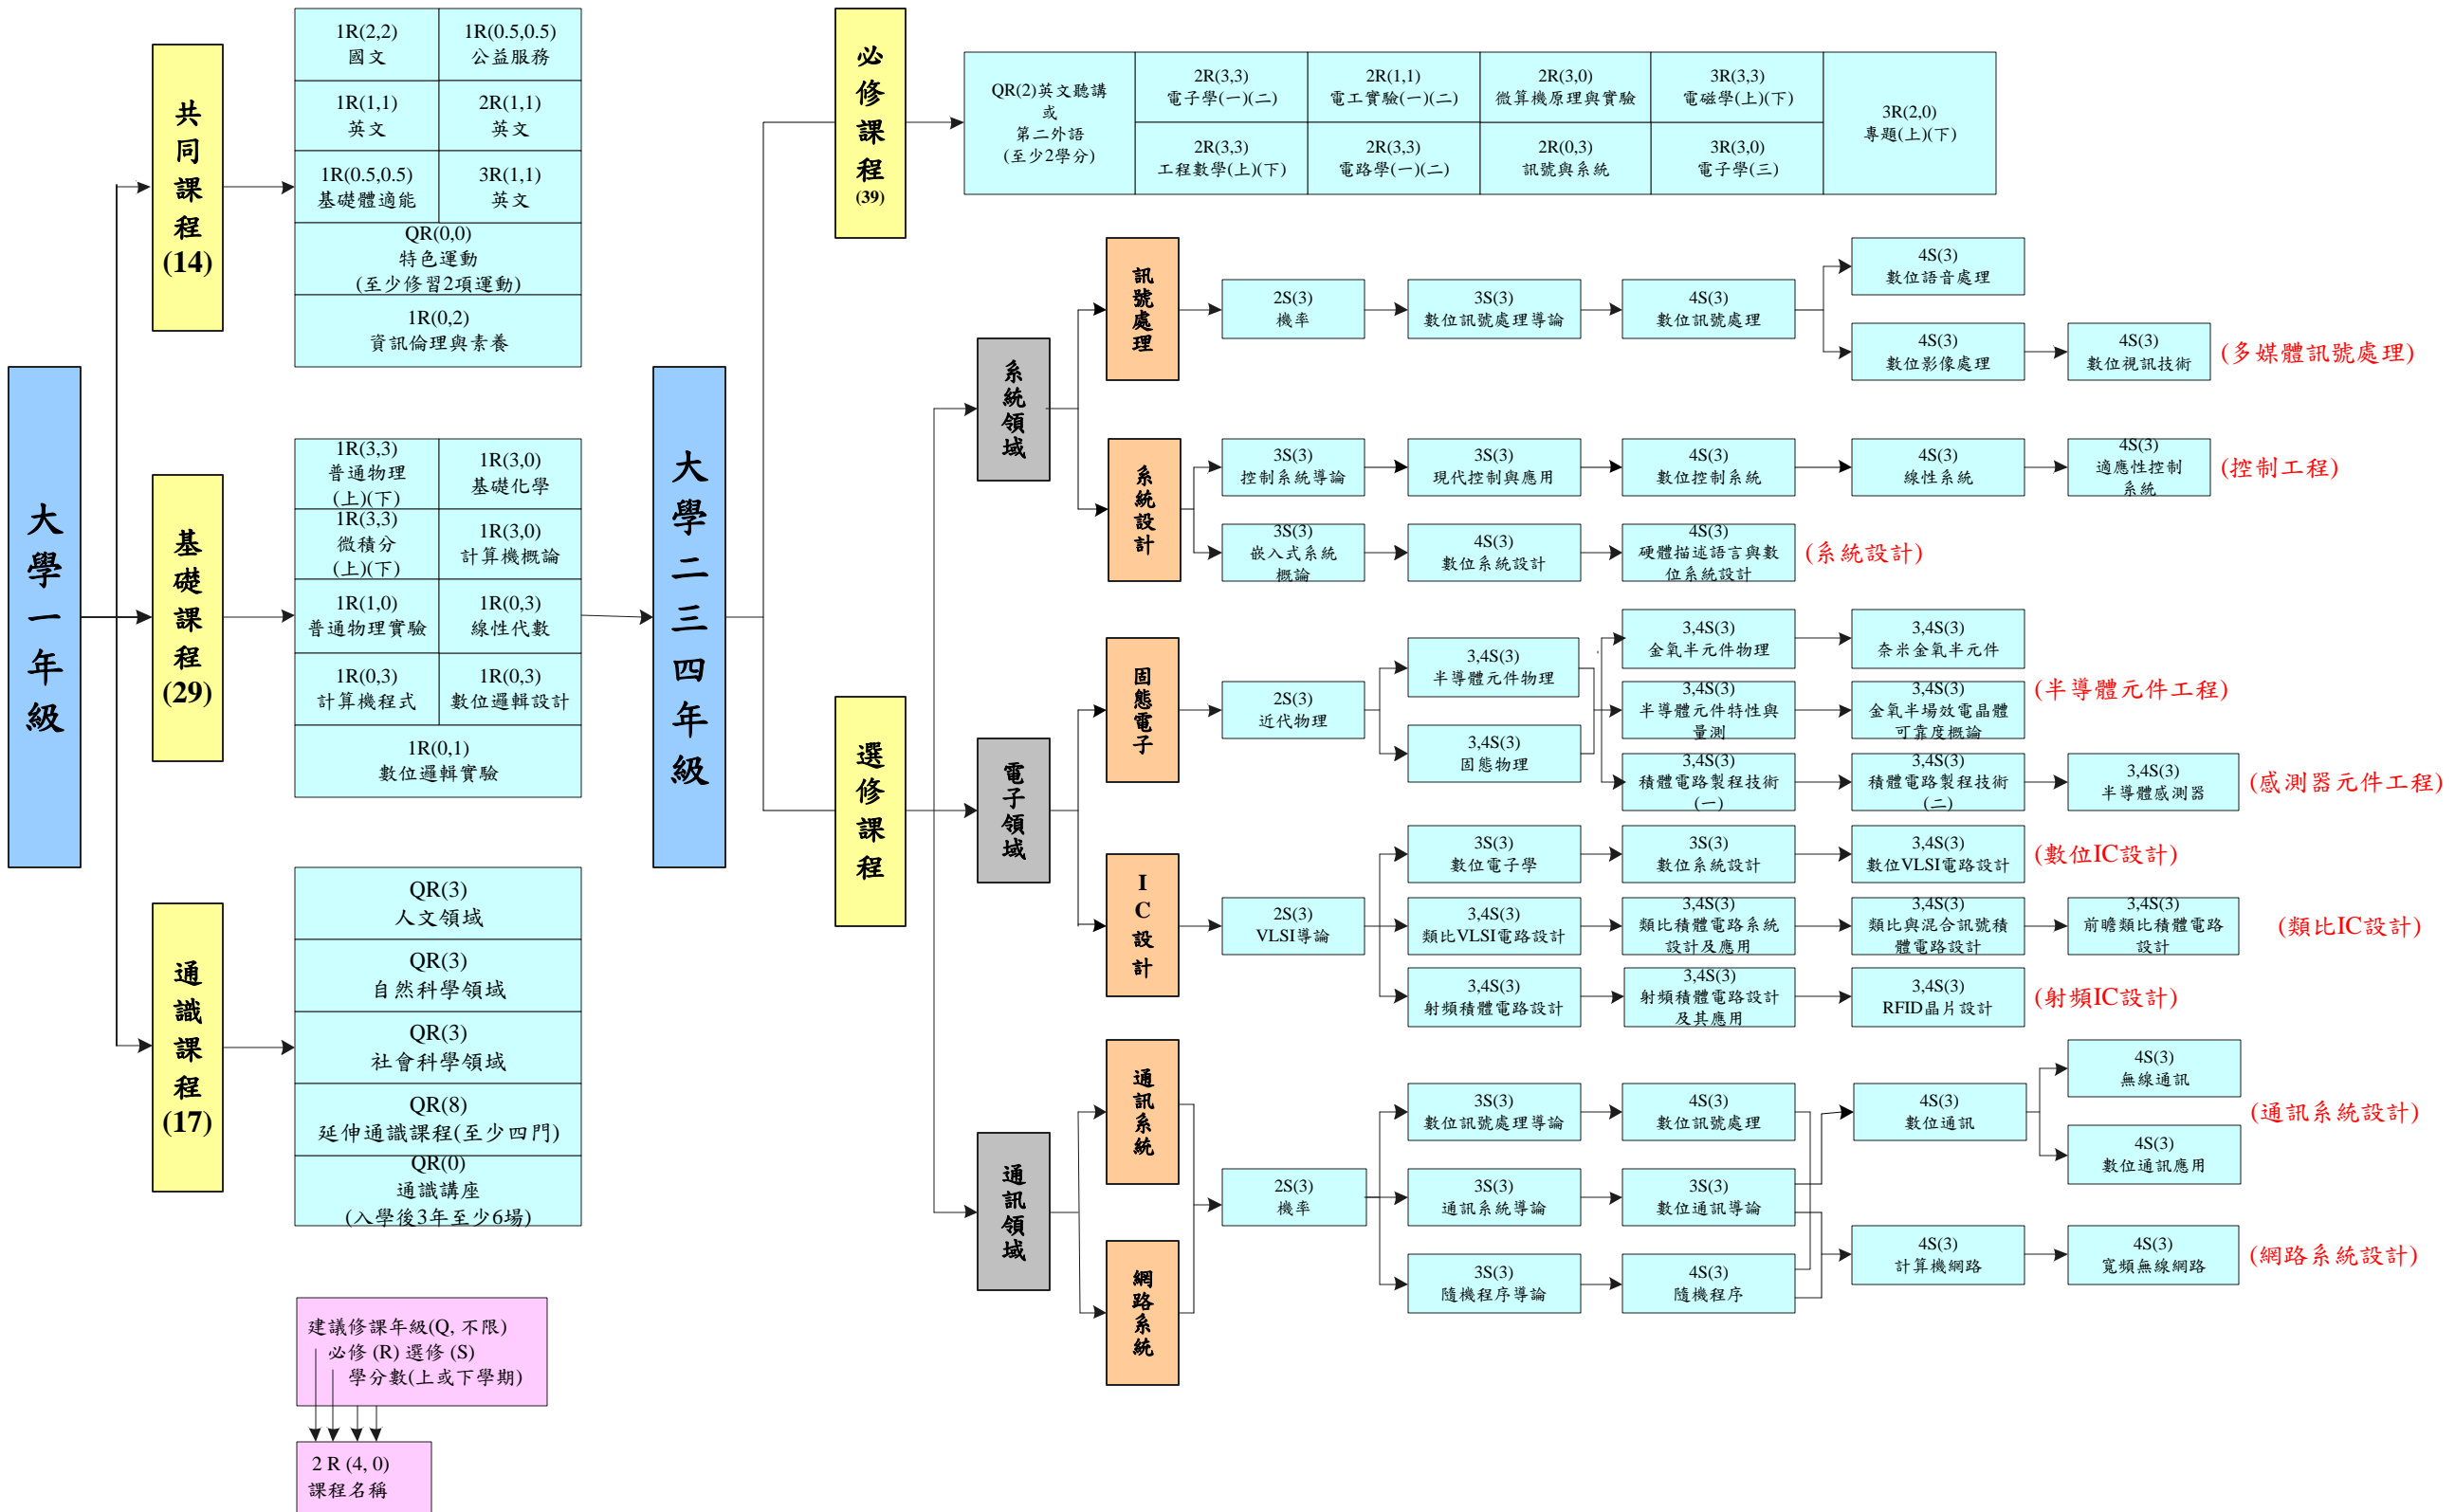 大學一年級
共同課程(14)
1R(2,2)
國文
1R(0.5,0.5)
公益服務
1R(1,1)
英文
2R(1,1)
英文
1R(0.5,0.5)
基礎體適能
3R(1,1)
英文
QR(0,0)
特色運動
(至少修習2項運動)
1R(0,2)
資訊倫理與素養
基礎課程(29)
1R(3,3)
普通物理
(上)(下)
1R(3,0)
基礎化學
1R(3,3)
微積分
(上)(下)
1R(3,0)
計算機概論
1R(1,0)
普通物理實驗
1R(0,3)
線性代數
1R(0,3)
計算機程式
1R(0,3)
數位邏輯設計
1R(0,1)
數位邏輯實驗
通識課程(17)
QR(3)
人文領域
QR(3)
自然科學領域
QR(3)
社會科學領域
QR(8)
延伸通識課程(至少四門)
QR(0)
通識講座
(入學後3年至少6場)
建議修課年級(Q, 不限)
必修 (R) 選修 (S)
學分數(上或下學期)
2 R (4, 0)
課程名稱
大學二三四年級
必修課程(39)
QR(2)英文聽講
或
第二外語
(至少2學分)
2R(3,3)
電子學(一)(二)
2R(1,1)
電工實驗(一)(二)
2R(3,0)
微算機原理與實驗
3R(3,3)
電磁學(上)(下)
3R(2,0)
專題(上)(下)
2R(3,3)
工程數學(上)(下)
2R(3,3)
電路學(一)(二)
2R(0,3)
訊號與系統
3R(3,0)
電子學(三)
選修課程
系統領域
訊號處理
2S(3)
機率
3S(3)
數位訊號處理導論
4S(3)
數位訊號處理
4S(3)
數位語音處理
4S(3)
數位影像處理
4S(3)
數位視訊技術
(多媒體訊號處理)
系統設計
3S(3)
控制系統導論
3S(3)
現代控制與應用
4S(3)
數位控制系統
4S(3)
線性系統
4S(3)
適應性控制
系統
(控制工程)
3S(3)
嵌入式系統
概論
4S(3)
數位系統設計
4S(3)
硬體描述語言與數
位系統設計
(系統設計)
電子領域
固態電子
2S(3)
近代物理
3,4S(3)
半導體元件物理
3,4S(3)
固態物理
3,4S(3)
金氧半元件物理
3,4S(3)
奈米金氧半元件
3,4S(3)
半導體元件特性與
量測
3,4S(3)
金氧半場效電晶體
可靠度概論
(半導體元件工程)
3,4S(3)
積體電路製程技術
(一)
3,4S(3)
積體電路製程技術
(二)
3,4S(3)
半導體感測器
(感測器元件工程)
IC設計
2S(3)
VLSI導論
3S(3)
數位電子學
3S(3)
數位系統設計
3,4S(3)
數位VLSI電路設計
(數位IC設計)
3,4S(3)
類比VLSI電路設計
3,4S(3)
類比積體電路系統
設計及應用
3,4S(3)
類比與混合訊號積
體電路設計
3,4S(3)
前瞻類比積體電路
設計
(類比IC設計)
3,4S(3)
射頻積體電路設計
3,4S(3)
射頻積體電路設計
及其應用
3,4S(3)
RFID晶片設計
(射頻IC設計)
通訊領域
通訊系統
網路系統
2S(3)
機率
3S(3)
數位訊號處理導論
4S(3)
數位訊號處理
3S(3)
通訊系統導論
3S(3)
數位通訊導論
3S(3)
隨機程序導論
4S(3)
隨機程序
4S(3)
數位通訊
4S(3)
無線通訊
4S(3)
數位通訊應用
(通訊系統設計)
4S(3)
計算機網路
4S(3)
寬頻無線網路
(網路系統設計)